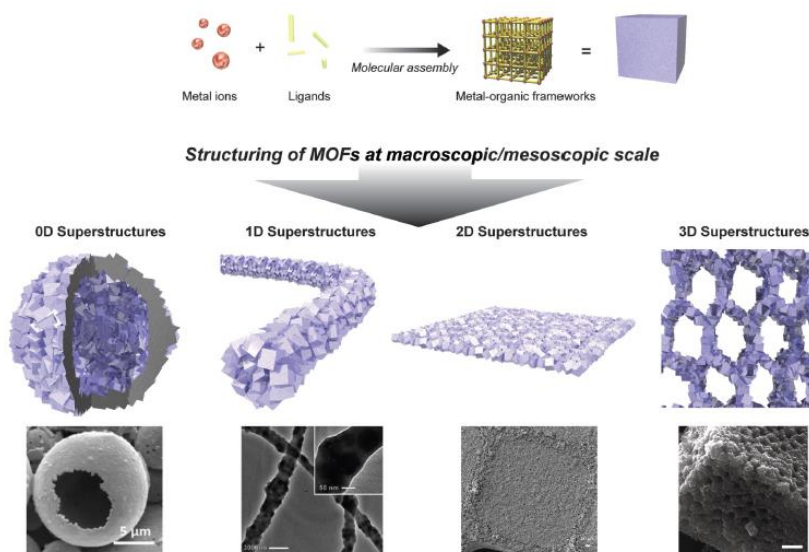 +
=
Molecular assembly
Metal ions
Ligands
Metal-organic frameworks
Structuring of MOFs at macroscopic/mesoscopic scale
0D Superstructures
1D Superstructures
2D Superstructures
3D Superstructures
5 μm
50 nm